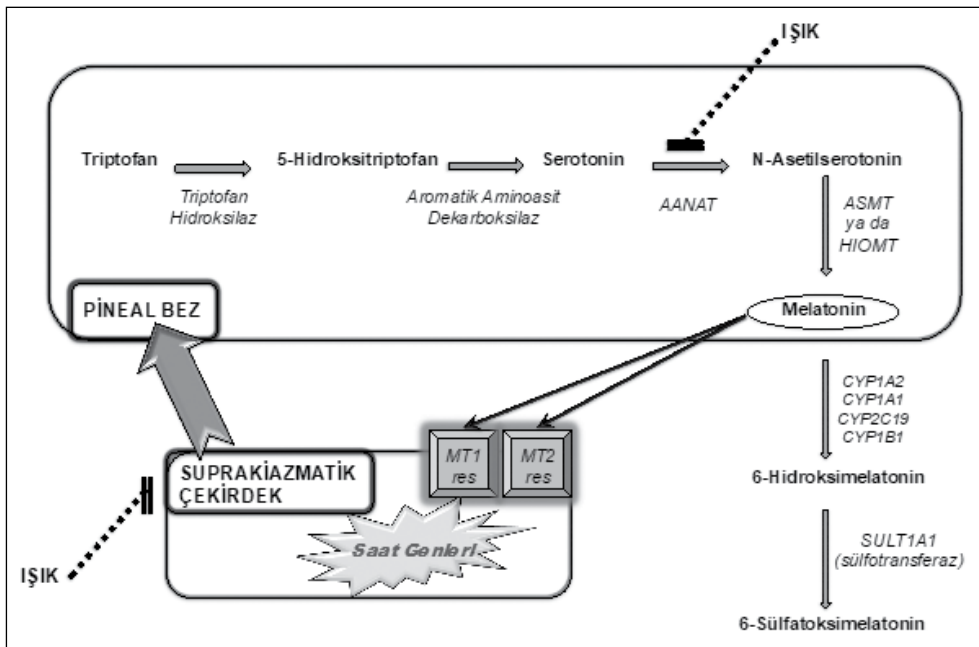 IŞIK
Triptofan
5-Hidroksitriptofan
Serotonin
N-Asetilserotonin
Triptofan
Hidroksilaz
Aromatik Aminoasit
Dekarboksilaz
AANAT
ASMT
ya da
HIOMT
PİNEAL BEZ
Melatonin
CYP1A2
CYP1A1
CYP2C19
CYP1B1
MT1
res
MT2
res
SUPRAKİAZMATİK
ÇEKİRDEK
6-Hidroksimelatonin
Saat Genleri
SULT1A1
(sülfotransferaz)
IŞIK
6-Sülfatoksimelatonin